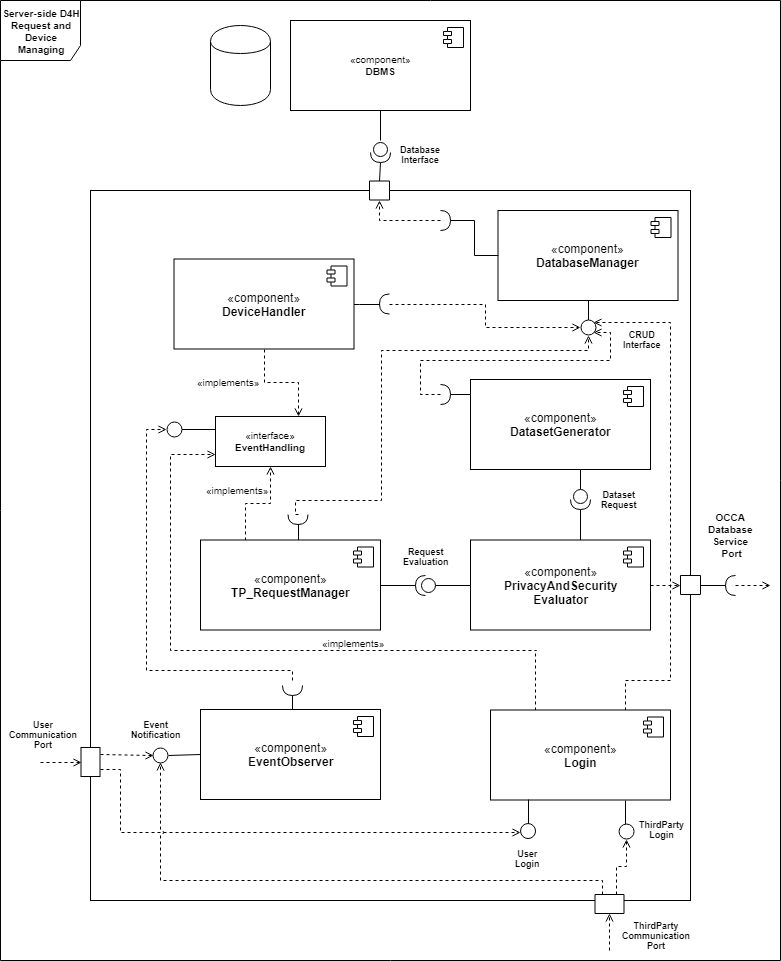 Server-side D4H
Request and
Device
Managing
«component»
DBMS
Database
Interface
«component»
DatabaseManager
«component»
DeviceHandler
CRUD
Interface
«implements»
«component»
DatasetGenerator
«interface»
EventHandling
«implements»
Dataset
Request
OCCA
Database
Service
Port
Request
Evaluation
«component»
TP_RequestManager
«component»
PrivacyAndSecurity
Evaluator
«implements»
User
Communication
Port
Event
Notification
«component»
EventObserver
«component»
Login
ThirdParty
Login
User
Login
ThirdParty
Communication
Port